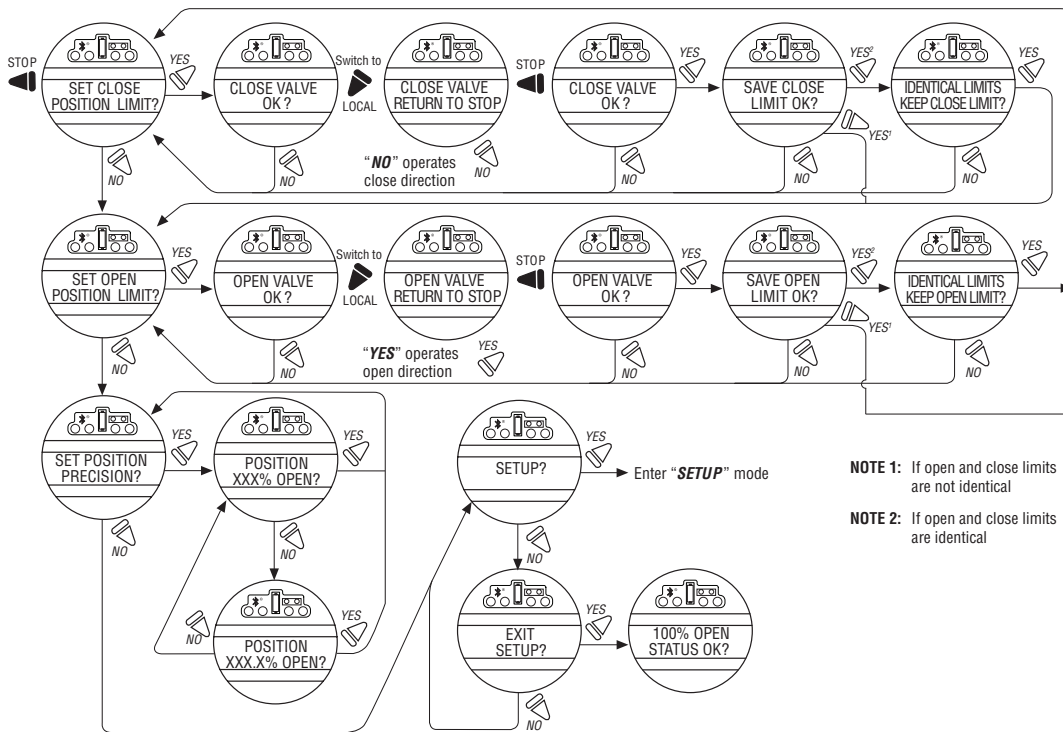 STOP
SET CLOSE
POSITION LIMIT?
YES
NO
CLOSE VALVE
OK?
NO
Switch to
LOCAL
CLOSE VALVE
RETURN TO STOP
"NO" operates
close direction
NO
STOP
CLOSE VALVE
OK?
YES
NO
SAVE CLOSE
LIMIT OK?
YES²
YES¹
NO
IDENTICAL LIMITS
KEEP CLOSE LIMIT?
YES
NO
SET OPEN
POSITION LIMIT?
YES
NO
OPEN VALVE
OK?
NO
Switch to
LOCAL
OPEN VALVE
RETURN TO STOP
"YES" operates
open direction
YES
STOP
OPEN VALVE
OK?
YES
NO
SAVE OPEN
LIMIT OK?
YES²
YES¹
NO
IDENTICAL LIMITS
KEEP OPEN LIMIT?
YES
NO
SET POSITION
PRECISION?
YES
NO
POSITION
XXX% OPEN?
YES
NO
POSITION
XXX.X% OPEN?
NO
YES
SETUP?
YES
Enter "SETUP" mode
NO
EXIT
SETUP?
YES
NO
100% OPEN
STATUS OK?
NOTE 1: If open and close limits
are not identical
NOTE 2: If open and close limits
are identical